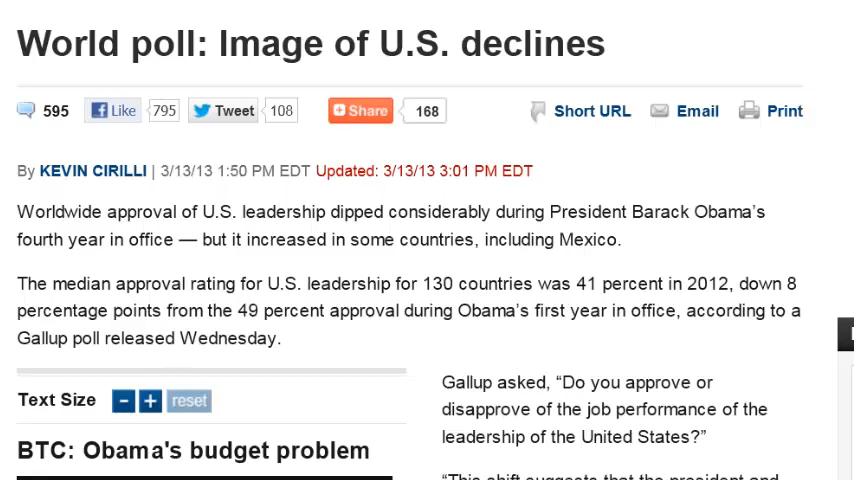 World poll: Image of U.S. declines
595 Like 795 Tweet 108 Share 168 Short URL Email Print
By KEVIN CIRILLI | 3/13/13 1:50 PM EDT Updated: 3/13/13 3:01 PM EDT
Worldwide approval of U.S. leadership dipped considerably during President Barack Obama’s
fourth year in office — but it increased in some countries, including Mexico.
The median approval rating for U.S. leadership for 130 countries was 41 percent in 2012, down 8
percentage points from the 49 percent approval during Obama’s first year in office, according to a
Gallup poll released Wednesday.
Text Size - + reset
BTC: Obama's budget problem
Gallup asked, “Do you approve or
disapprove of the job performance of the
leadership of the United States?”
“This shift suggests that the president and